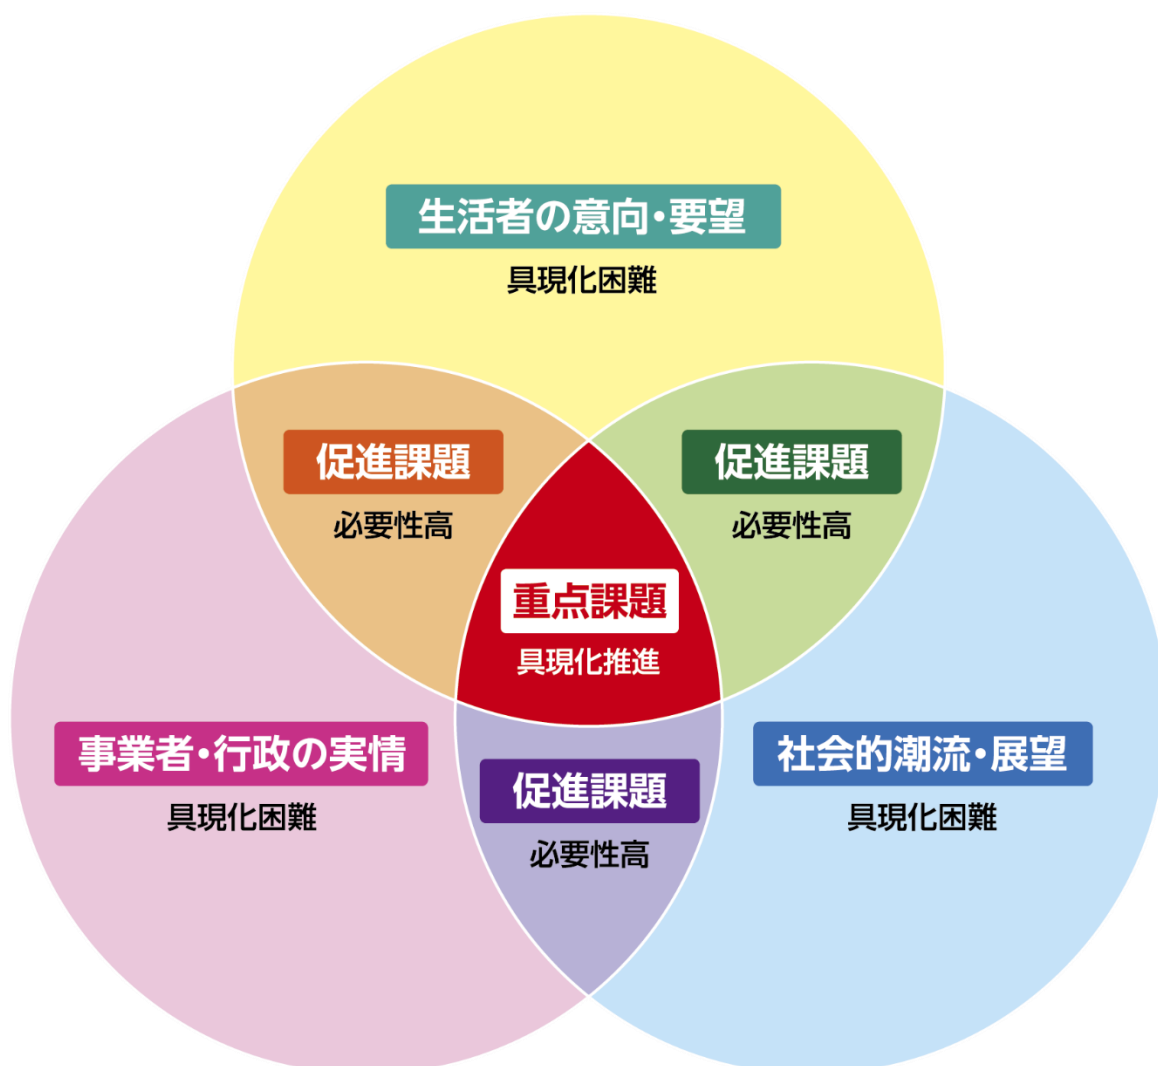 生活者の意向・要望
具現化困難
促進課題
必要性高
促進課題
必要性高
重点課題
具現化推進
事業者・行政の実情
具現化困難
社会的潮流・展望
具現化困難
促進課題
必要性高